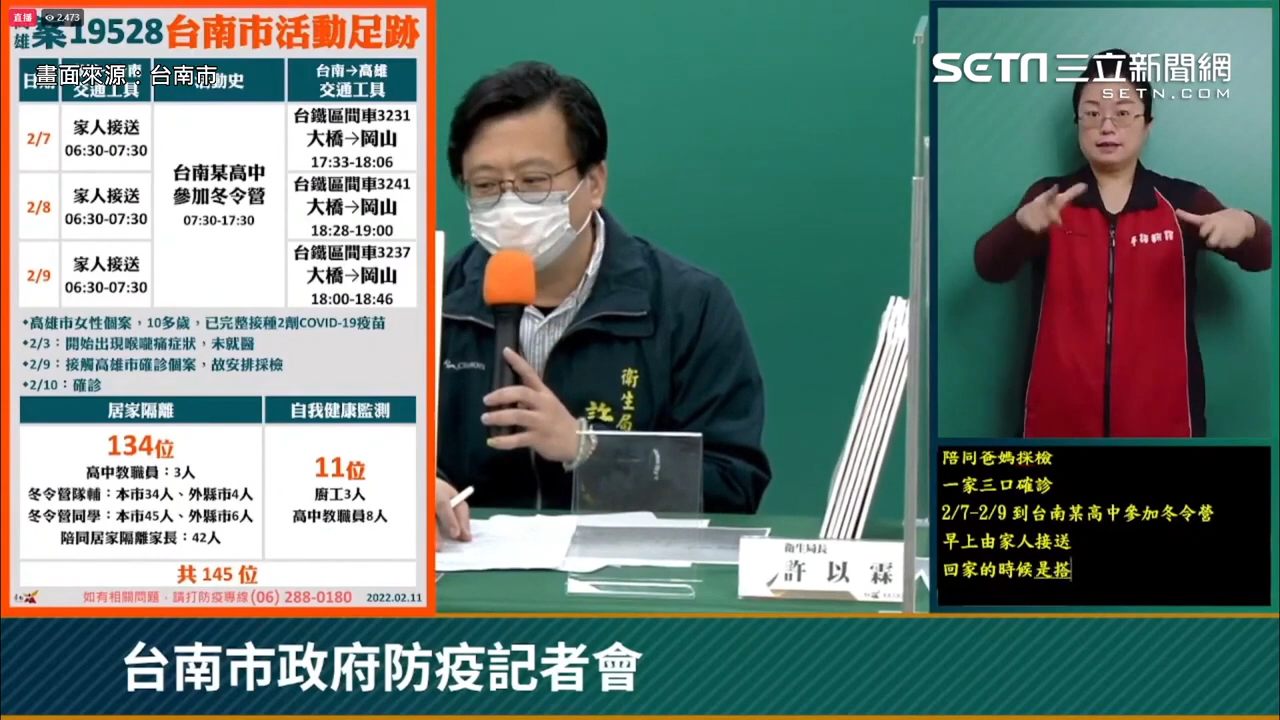 直播 2,473
高雄案19528台南市活動足跡
畫面來源：台南市
日期
交通工具
活動史
台南→高雄
交通工具
2/7
家人接送
06:30-07:30
台鐵區間車3231
大橋→岡山
17:33-18:06
台南某高中
參加冬令營
07:30-17:30
2/8
家人接送
06:30-07:30
台鐵區間車3241
大橋→岡山
18:28-19:00
2/9
家人接送
06:30-07:30
台鐵區間車3237
大橋→岡山
18:00-18:46
◆高雄市女性個案，10多歲，已完整接種2劑COVID-19疫苗
◆2/3：開始出現喉嚨痛症狀，未就醫
◆2/9：接觸高雄市確診個案，故安排採檢
◆2/10：確診
居家隔離
134位
高中教職員：3人
冬令營隊輔：本市34人、外縣市4人
冬令營同學：本市45人、外縣市6人
陪同居家隔離家長：42人
自我健康監測
11位
廚工3人
高中教職員8人
共 145 位
如有相關問題，請打防疫專線(06) 288-0180
2022.02.11
衛生局
許
衛生局長
許以霖
SETN三立新聞網
SETN.COM
陪同爸媽採檢
一家三口確診
2/7-2/9 到台南某高中參加冬令營
早上由家人接送
回家的時候是搭
台南市政府防疫記者會